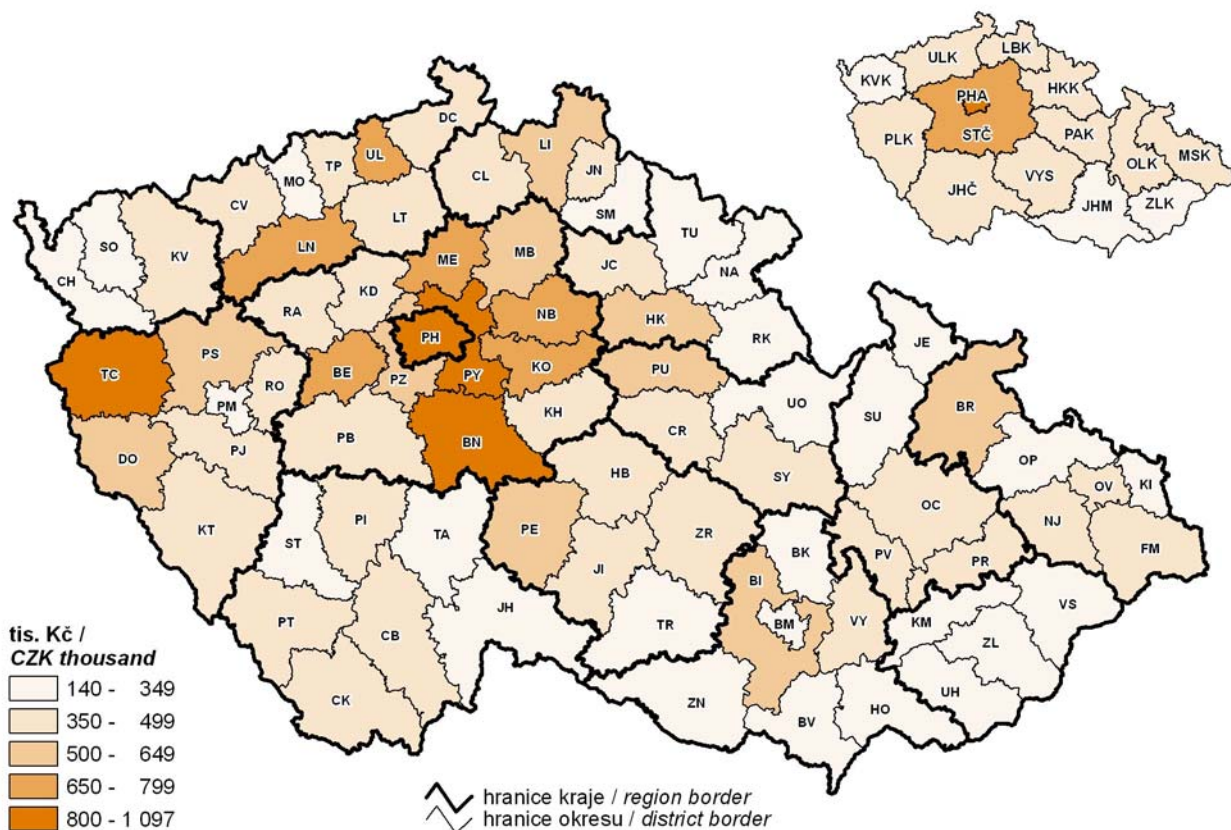 DC
LI
UL
TP
MO
CL
JN
CV
LT
SM
SO
KV
LN
TU
CH
ME
MB
JC
NA
KD
RA
NB
HK
PH
RK
TC
PS
BE
PZ
PY
KO
PU
JE
RO
PM
KH
UO
SU
BR
PB
BN
CR
DO
PJ
HB
SY
OP
OV
KI
KT
ST
PI
TA
PE
ZR
OC
NJ
JI
BK
PV
PR
FM
BI
PT
CB
JH
TR
BM
VY
KM
VS
ZL
CK
ZN
BV
HO
UH
LBK
ULK
KVK
PHA
HKK
STČ
PAK
PLK
OLK
MSK
VYS
JHČ
JHM
ZLK
tis. Kč /
CZK thousand
140 - 349
350 - 499
500 - 649
650 - 799
800 - 1 097
hranice kraje / region border
hranice okresu / district border